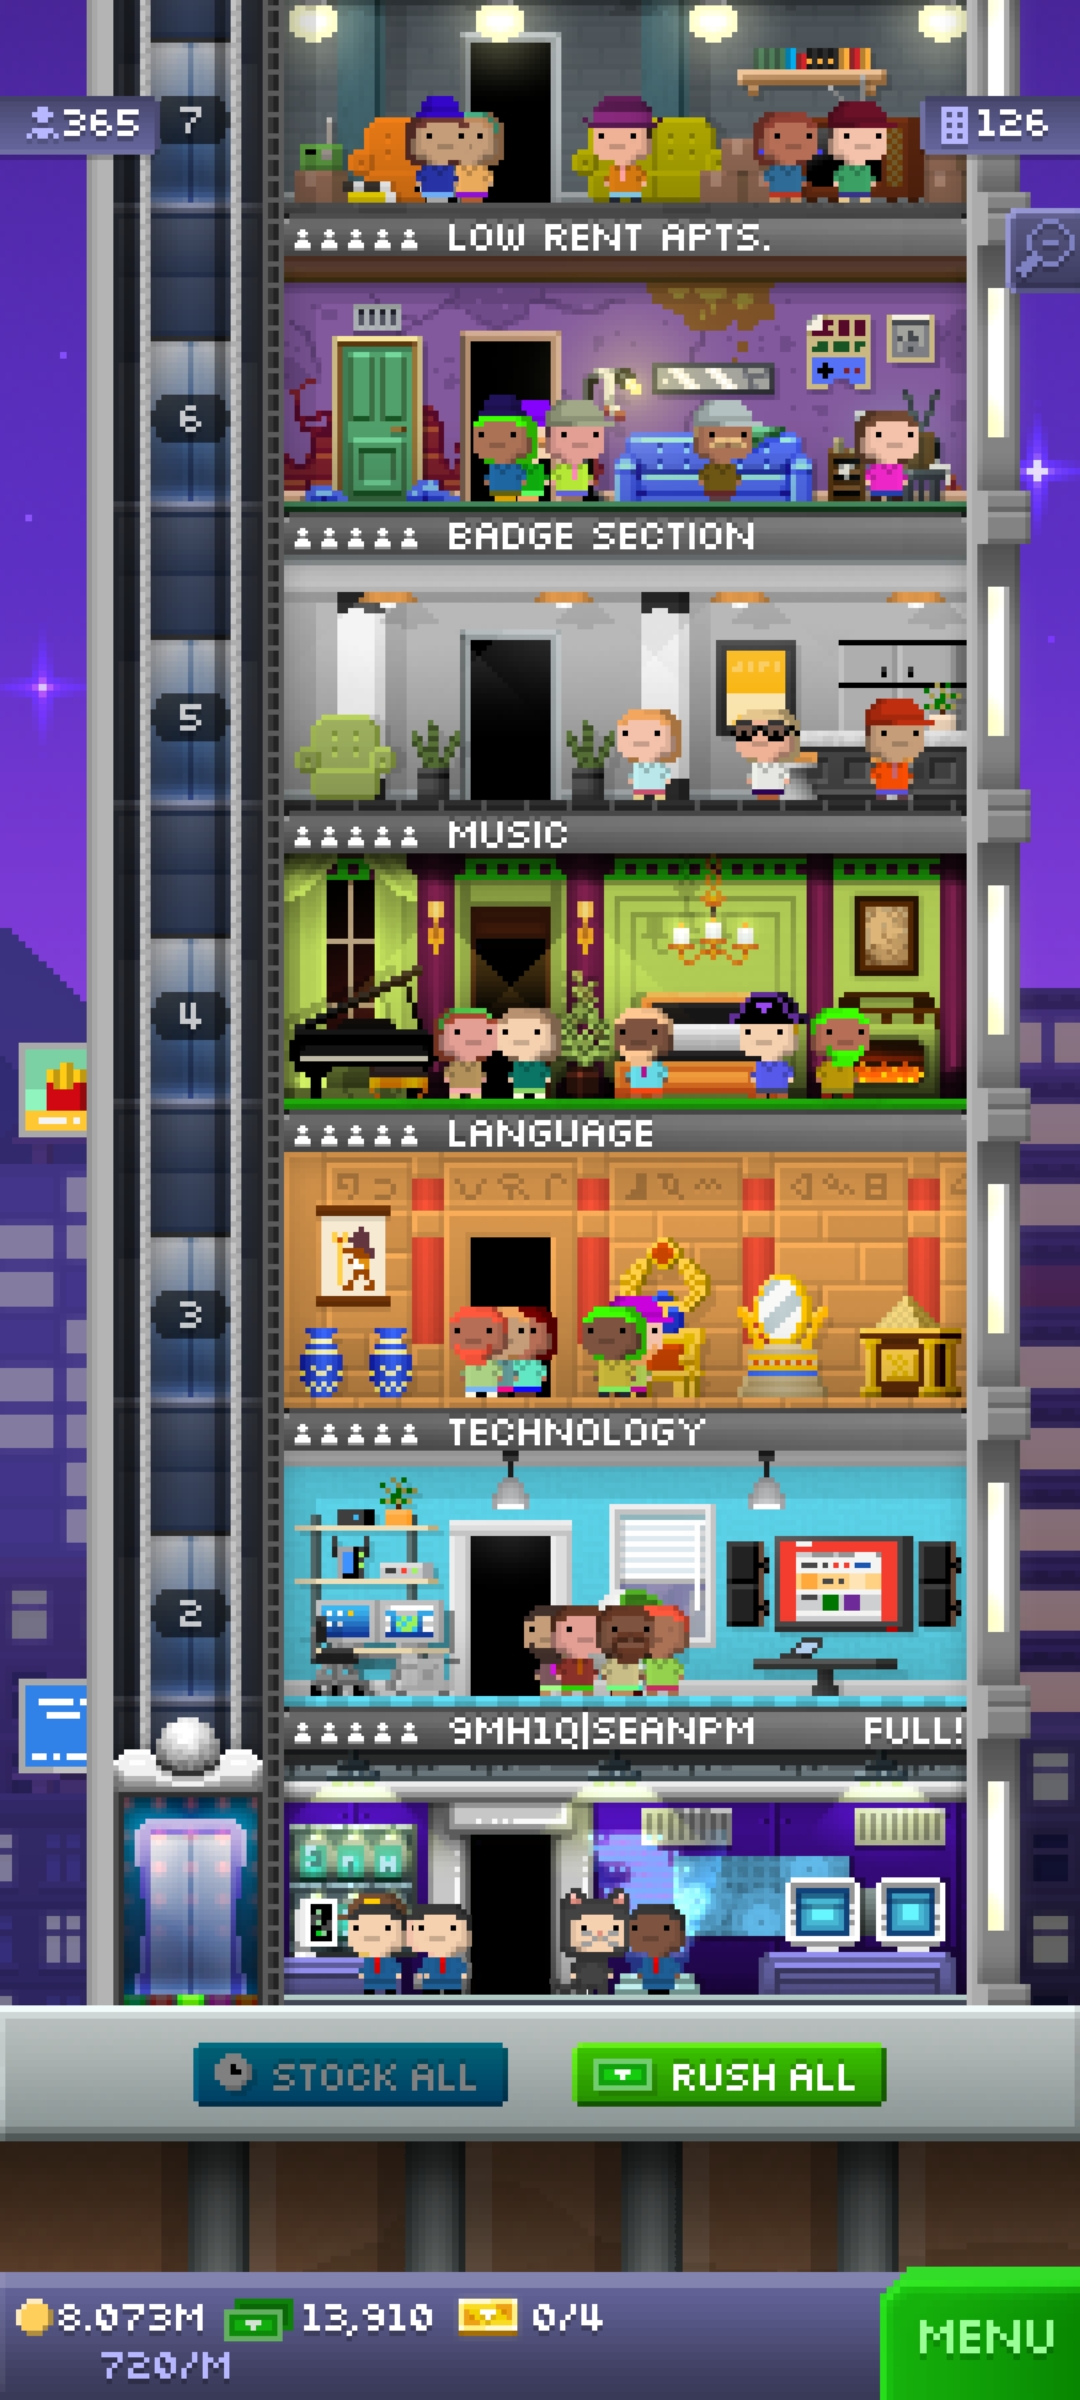 7
365
126
LOW RENT APTS.
6
BADGE SECTION
5
MUSIC
4
LANGUAGE
3
TECHNOLOGY
2
9MH1Q|SEANPM FULL!
STOCK ALL
RUSH ALL
8.073M 13,910 0/4
720/M
MENU